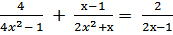 4/(4x²−1) + (x−1)/(2x²+x) = 2/(2x−1)